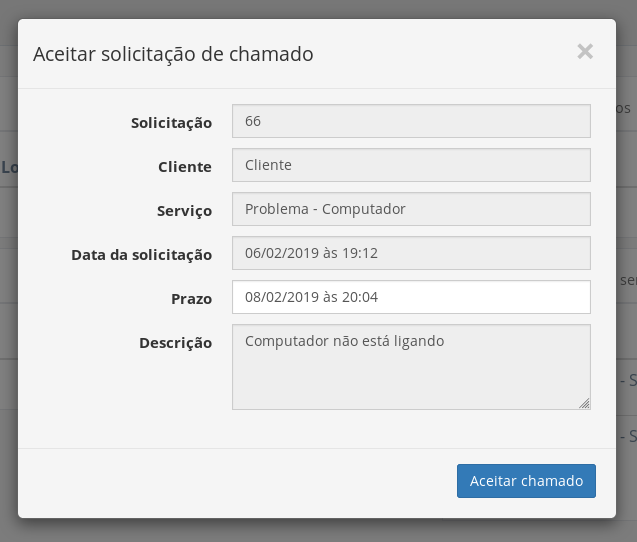 Aceitar solicitação de chamado
×
Solicitação 66
Cliente Cliente
Serviço Problema - Computador
Data da solicitação 06/02/2019 às 19:12
Prazo 08/02/2019 às 20:04
Descrição Computador não está ligando
Aceitar chamado
os
Lo
ser
- S
- S